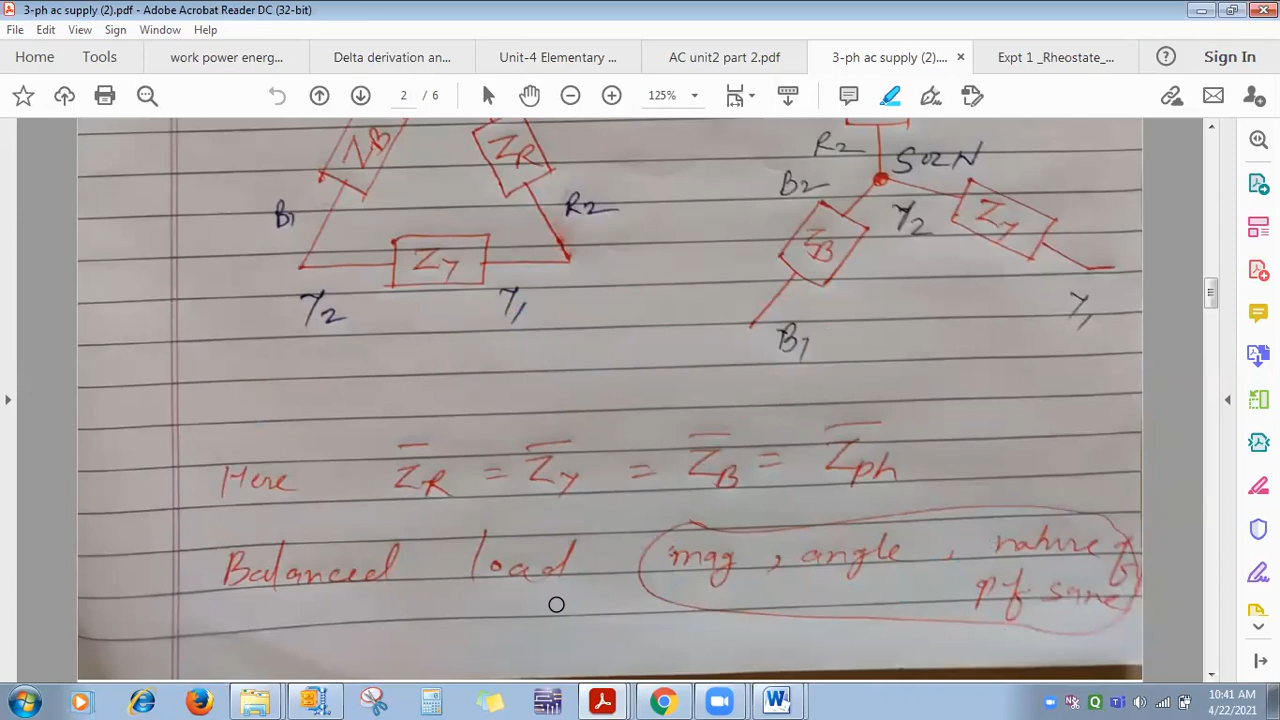 3-ph ac supply (2).pdf - Adobe Acrobat Reader DC (32-bit)
File Edit View Sign Window Help
Home Tools work power energ... Delta derivation an... Unit-4 Elementary ... AC unit2 part 2.pdf 3-ph ac supply (2).... × Expt 1 _Rheostate_... Sign In
2 / 6 125%
ZR
R2
S or N
B2
B1
R2
Y2
ZY
ZB
ZY
Y2
Y1
Y1
B1
Here Z̅R = Z̅Y = Z̅B = Z̅ph
Balanced load mag, angle, nature of
pf same
10:41 AM
4/22/2021